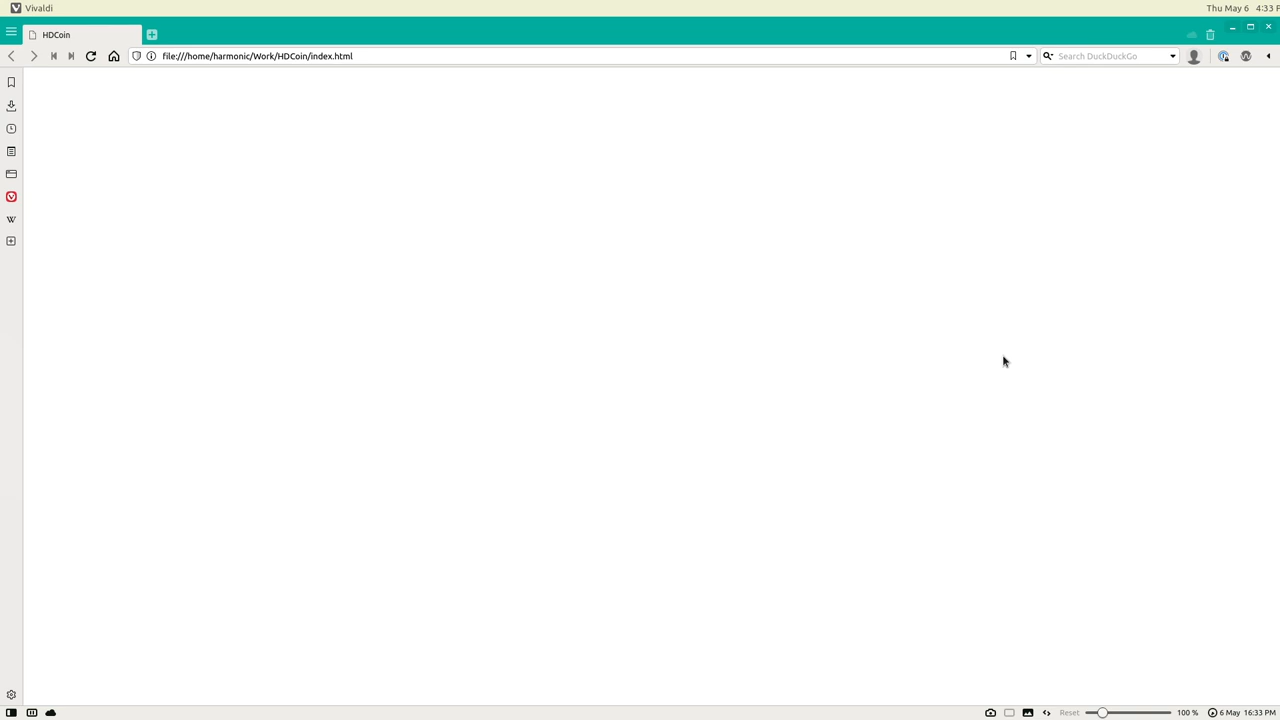 Vivaldi
Thu May 6 4:33 P
HDCoin
file:///home/harmonic/Work/HDCoin/index.html
Search DuckDuckGo
W
Reset
100 %
6 May 16:33 PM